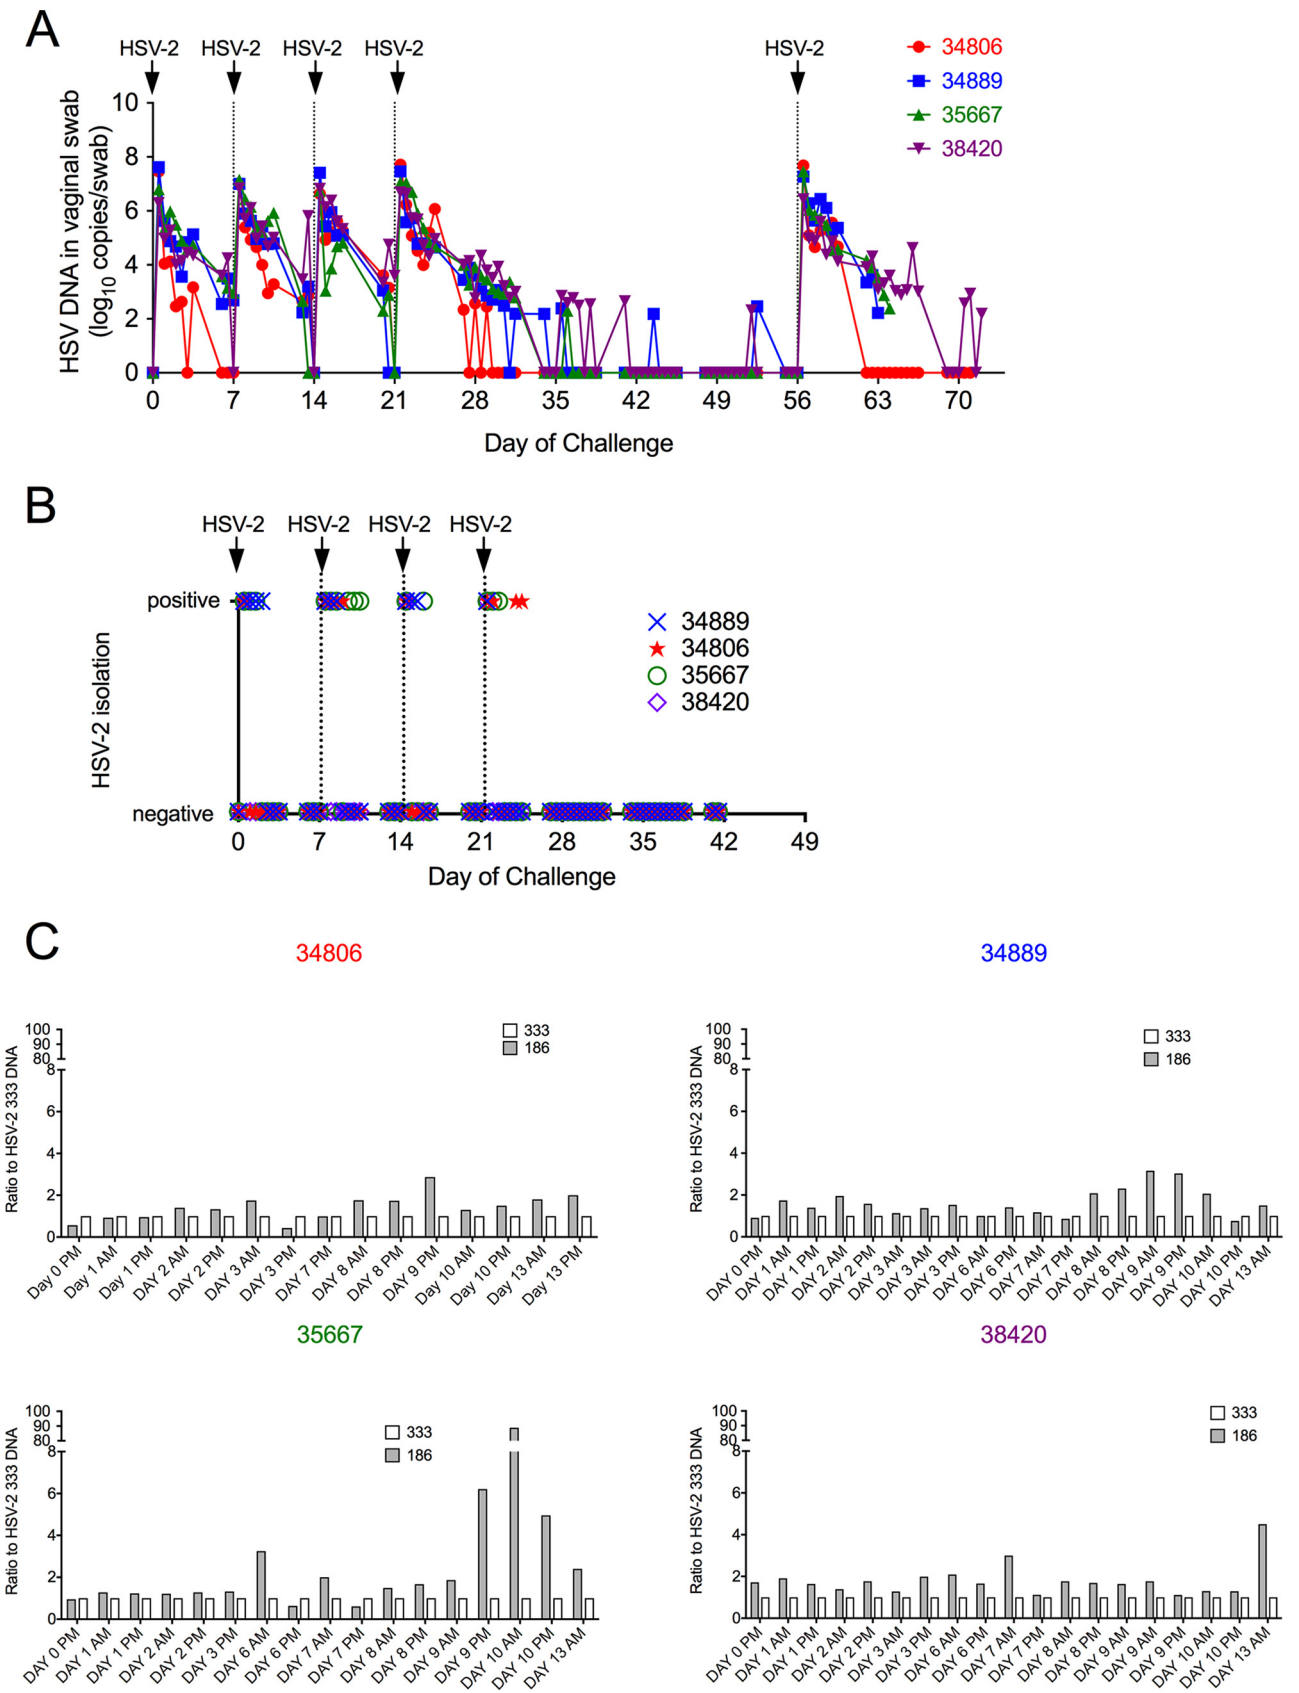 A
HSV-2 HSV-2 HSV-2 HSV-2 HSV-2
34806
34889
35667
38420
HSV DNA in vaginal swab
(log10 copies/swab)
10
8
6
4
2
0
0 7 14 21 28 35 42 49 56 63 70
Day of Challenge
B
HSV-2 HSV-2 HSV-2 HSV-2
positive
HSV-2 isolation
34889
34806
35667
38420
negative
0 7 14 21 28 35 42 49
Day of Challenge
C
34806
Ratio to HSV-2 333 DNA
100
90
80
8
6
4
2
0
333
186
Day 0 PM
Day 1 AM
Day 1 PM
DAY 2 AM
DAY 2 PM
DAY 3 AM
DAY 3 PM
DAY 7 PM
DAY 8 AM
DAY 8 PM
DAY 9 PM
Day 10 AM
Day 10 PM
Day 13 AM
Day 13 PM
34889
Ratio to HSV-2 333 DNA
100
90
80
8
6
4
2
0
333
186
DAY 0 PM
DAY 1 AM
DAY 1 PM
DAY 2 AM
DAY 2 PM
DAY 3 AM
DAY 3 AM
DAY 3 PM
DAY 6 AM
DAY 6 PM
DAY 7 AM
DAY 7 PM
DAY 8 AM
DAY 8 PM
DAY 9 AM
DAY 9 PM
DAY 10 AM
DAY 10 PM
DAY 13 AM
35667
Ratio to HSV-2 333 DNA
100
90
80
8
6
4
2
0
333
186
DAY 0 PM
DAY 1 AM
DAY 1 PM
DAY 2 AM
DAY 2 PM
DAY 3 PM
DAY 6 AM
DAY 6 PM
DAY 7 AM
DAY 7 PM
DAY 8 AM
DAY 8 PM
DAY 9 AM
DAY 9 PM
DAY 10 AM
DAY 10 PM
DAY 13 AM
38420
Ratio to HSV-2 333 DNA
100
90
80
8
6
4
2
0
333
186
DAY 0 PM
DAY 1 AM
DAY 1 PM
DAY 2 AM
DAY 2 PM
DAY 3 AM
DAY 3 PM
DAY 6 AM
DAY 6 PM
DAY 7 AM
DAY 7 PM
DAY 8 AM
DAY 8 PM
DAY 9 AM
DAY 9 AM
DAY 9 PM
DAY 10 AM
DAY 10 PM
DAY 13 AM